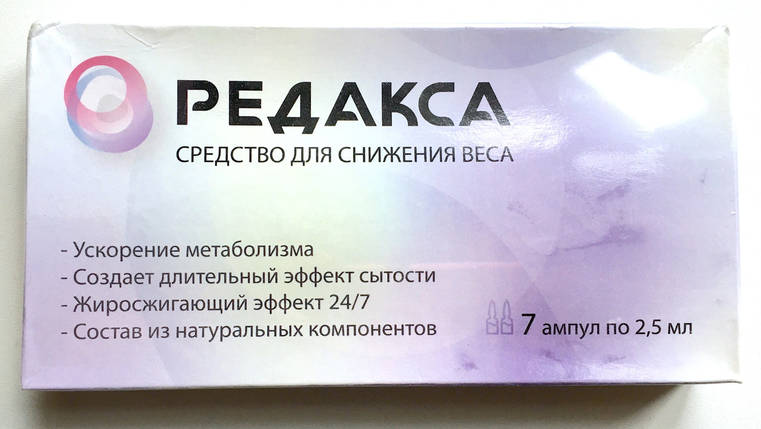 РЕДАКСА
СРЕДСТВО ДЛЯ СНИЖЕНИЯ ВЕСА
- Ускорение метаболизма
- Создает длительный эффект сытости
- Жиросжигающий эффект 24/7
- Состав из натуральных компонентов
7 ампул по 2,5 мл